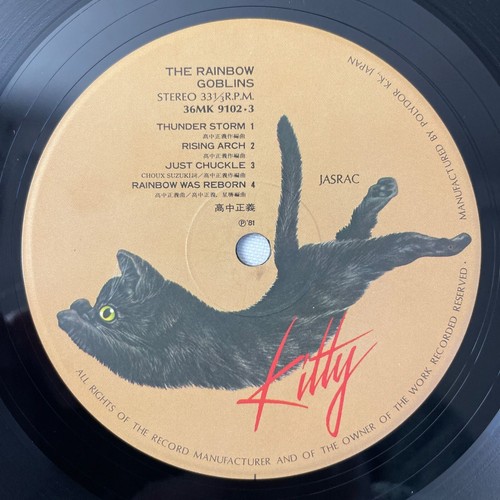 THE RAINBOW
GOBLINS
STEREO 33⅓R.P.M.
36MK 9102·3
THUNDER STORM 1
高中正義作編曲
RISING ARCH 2
高中正義作編曲
JUST CHUCKLE 3
CHOUX SUZUKI詞/高中正義作編曲
RAINBOW WAS REBORN 4
高中正義曲/高中正義,星勝編曲
高中正義
Ⓟ'81
JASRAC
Kitty
ALL RIGHTS OF THE RECORD MANUFACTURER AND OF THE OWNER OF THE WORK RECORDED RESERVED. MANUFACTURED BY POLYDOR K.K., JAPAN